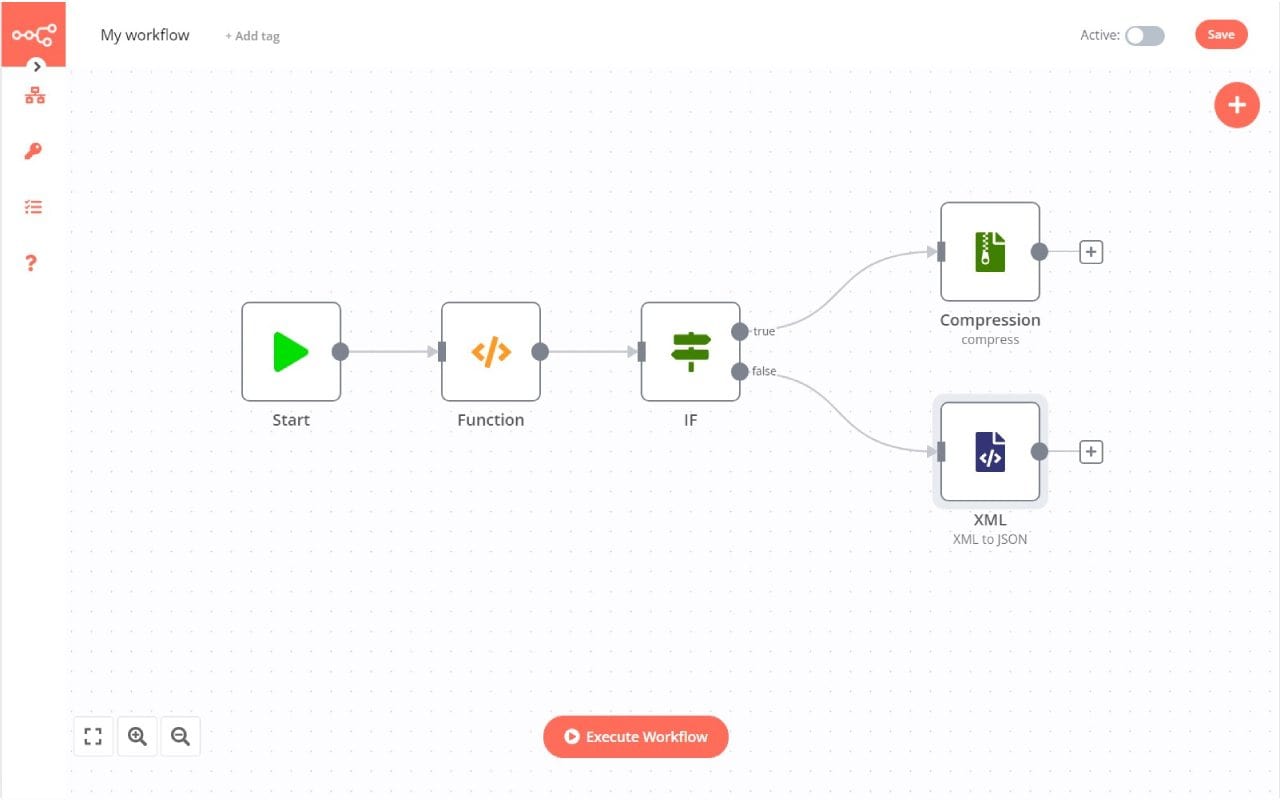 My workflow
+ Add tag
Active:
Save
true
false
Compression
compress
Start
Function
IF
XML
XML to JSON
Execute Workflow